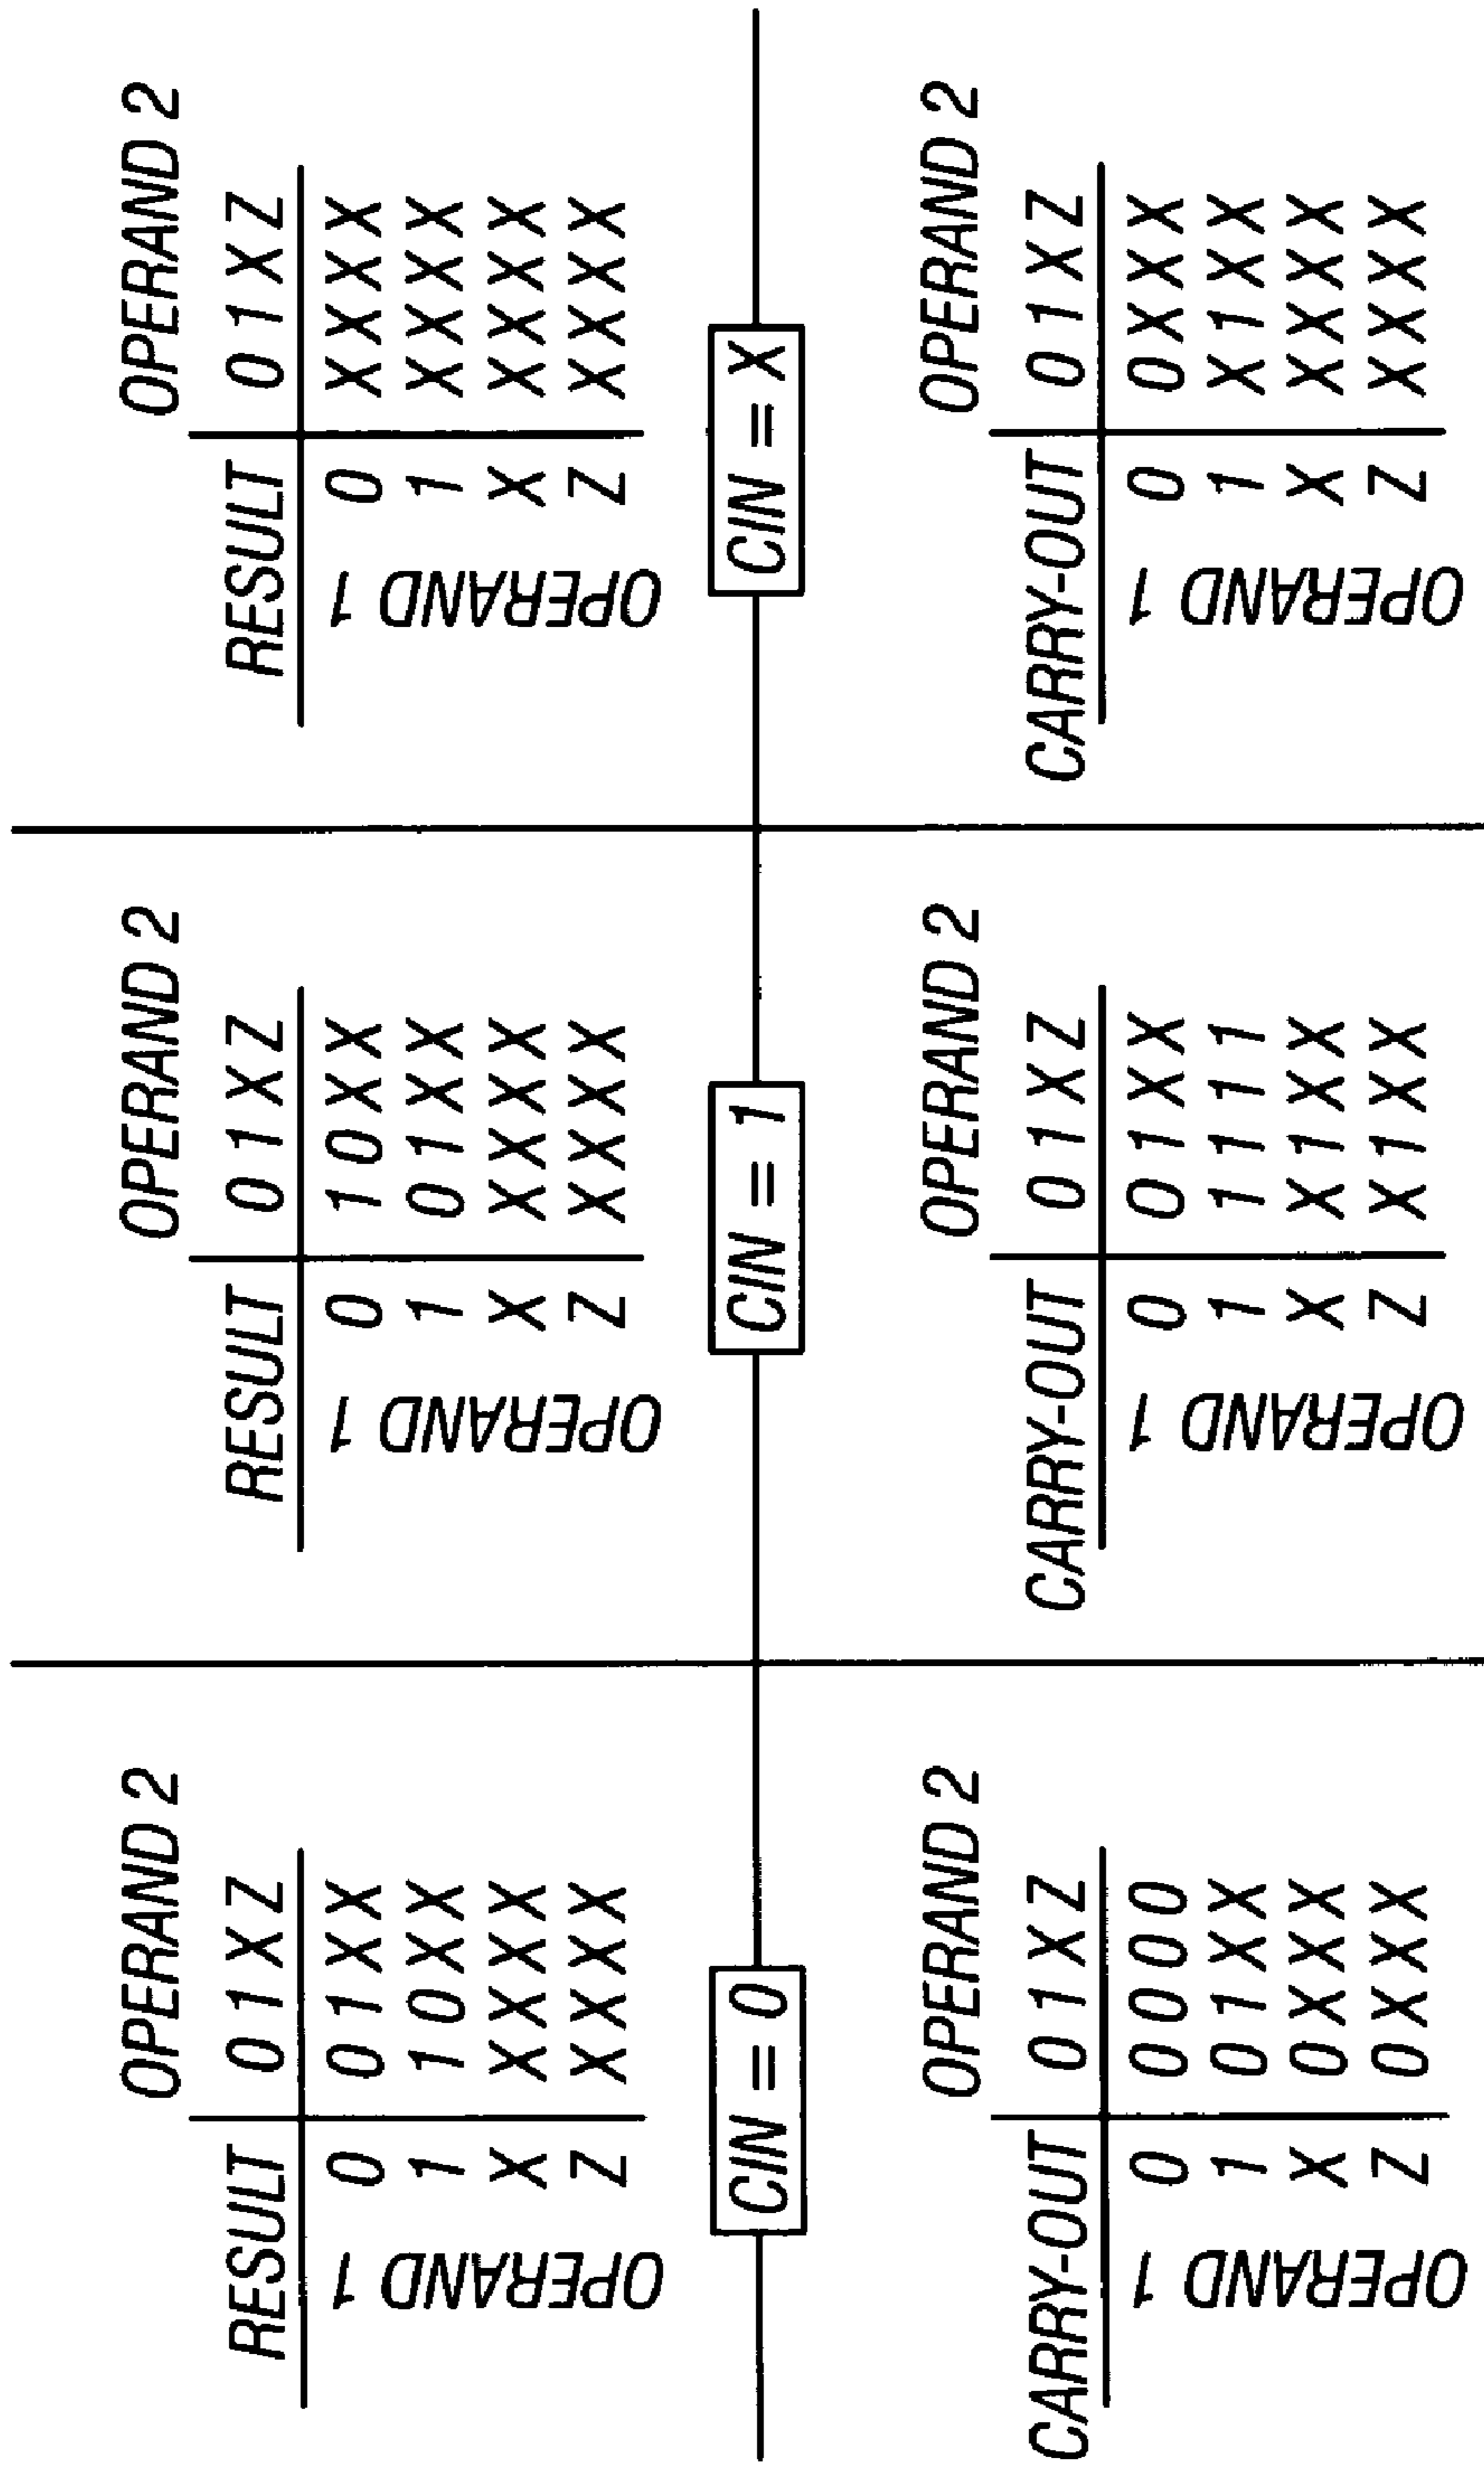 OPERAND 2
RESULT 0 1 X Z
0 0 1 X X
1 1 0 X X
X X X X X
Z X X X X
OPERAND 1
OPERAND 2
RESULT 0 1 X Z
0 1 0 X X
1 0 1 X X
X X X X X
Z X X X X
OPERAND 1
OPERAND 2
RESULT 0 1 X Z
0 X X X X
1 X X X X
X X X X X
Z X X X X
OPERAND 1
CIN = 0
CIN = 1
CIN = X
OPERAND 2
CARRY-OUT 0 1 X Z
0 0 0 0 0
1 0 1 X X
X 0 X X X
Z 0 X X X
OPERAND 1
OPERAND 2
CARRY-OUT 0 1 X Z
0 0 1 X X
1 1 1 1 1
X X 1 X X
Z X 1 X X
OPERAND 1
OPERAND 2
CARRY-OUT 0 1 X Z
0 0 X X X
1 X 1 X X
X X X X X
Z X X X X
OPERAND 1